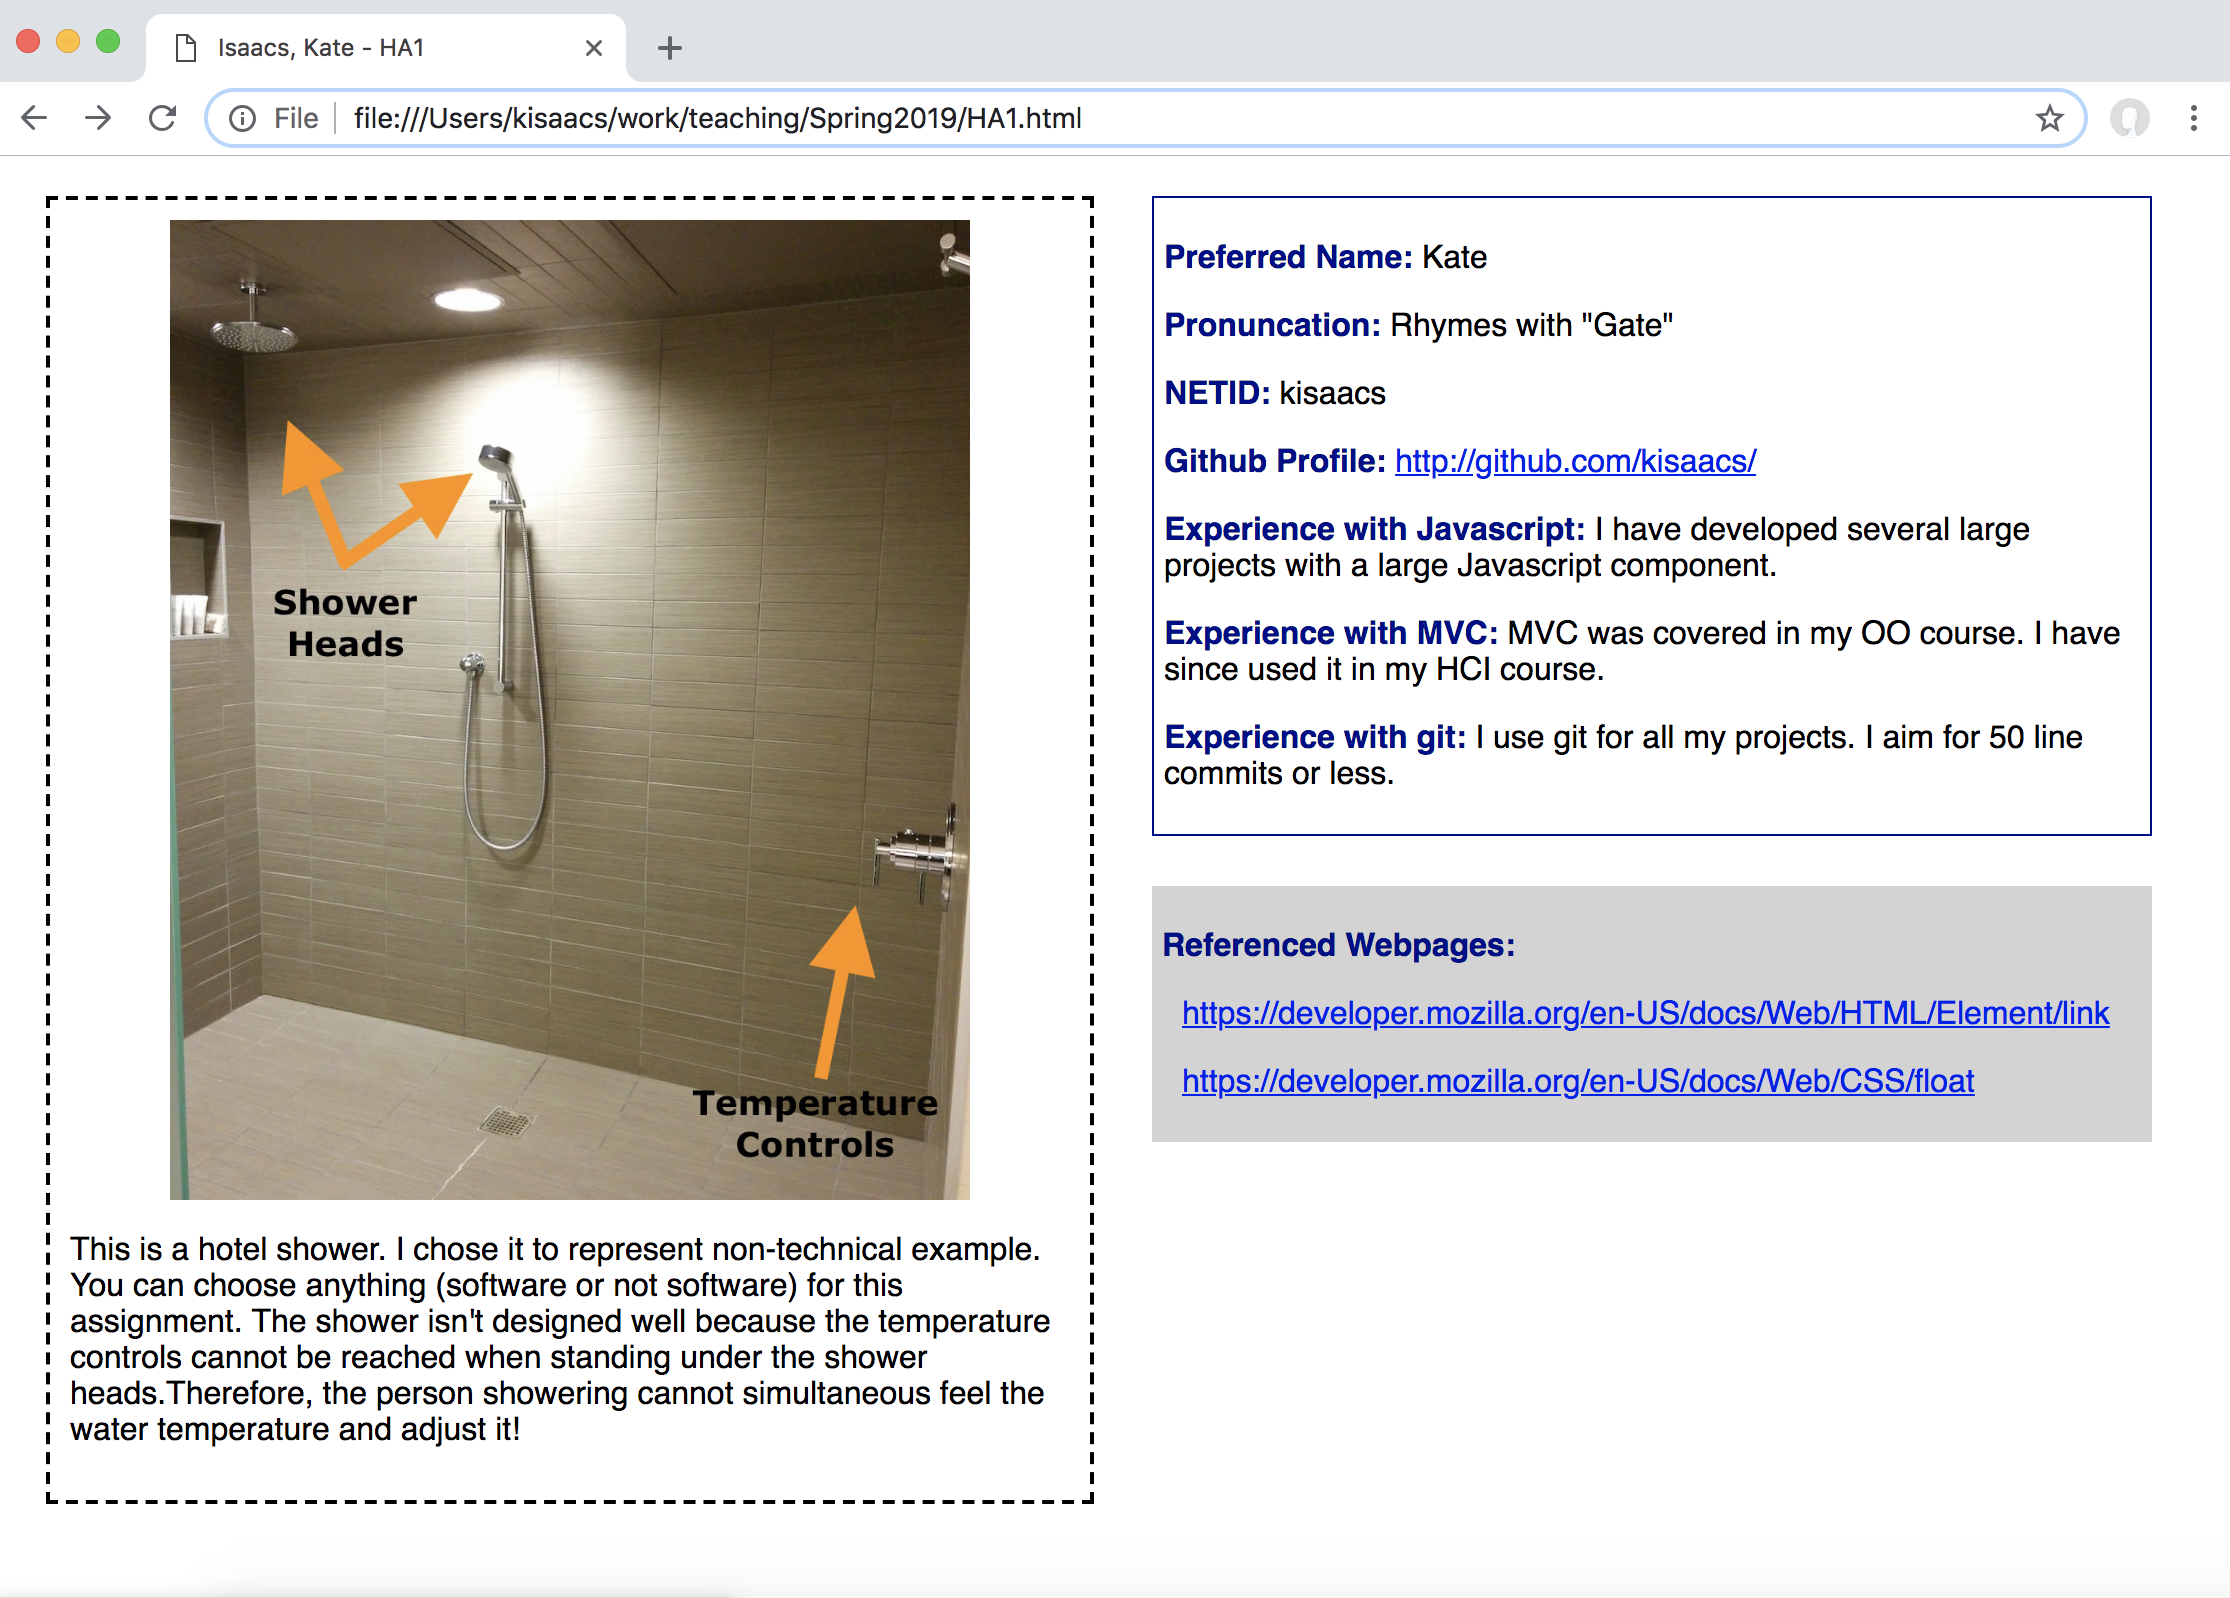 Isaacs, Kate - HA1
File
file:///Users/kisaacs/work/teaching/Spring2019/HA1.html
Shower
Heads
Temperature
Controls
This is a hotel shower. I chose it to represent non-technical example.
You can choose anything (software or not software) for this
assignment. The shower isn't designed well because the temperature
controls cannot be reached when standing under the shower
heads.Therefore, the person showering cannot simultaneous feel the
water temperature and adjust it!
Preferred Name: Kate
Pronuncation: Rhymes with "Gate"
NETID: kisaacs
Github Profile: http://github.com/kisaacs/
Experience with Javascript: I have developed several large
projects with a large Javascript component.
Experience with MVC: MVC was covered in my OO course. I have
since used it in my HCI course.
Experience with git: I use git for all my projects. I aim for 50 line
commits or less.
Referenced Webpages:
https://developer.mozilla.org/en-US/docs/Web/HTML/Element/link
https://developer.mozilla.org/en-US/docs/Web/CSS/float